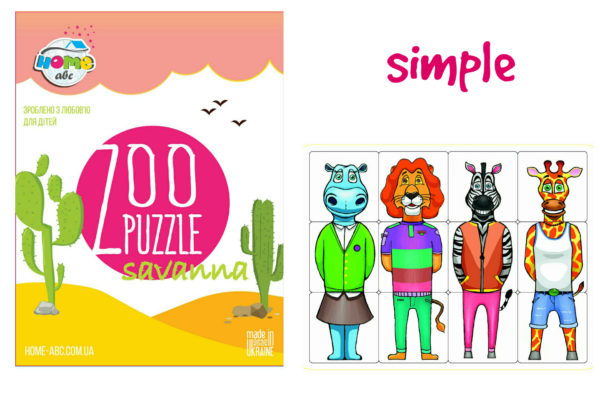 HOME
abc
simple
ЗРОБЛЕНО З ЛЮБОВ'Ю
ДЛЯ ДІТЕЙ
ZOO
PUZZLE
savanna
HOME-ABC.COM.UA
made in
UKRAINE